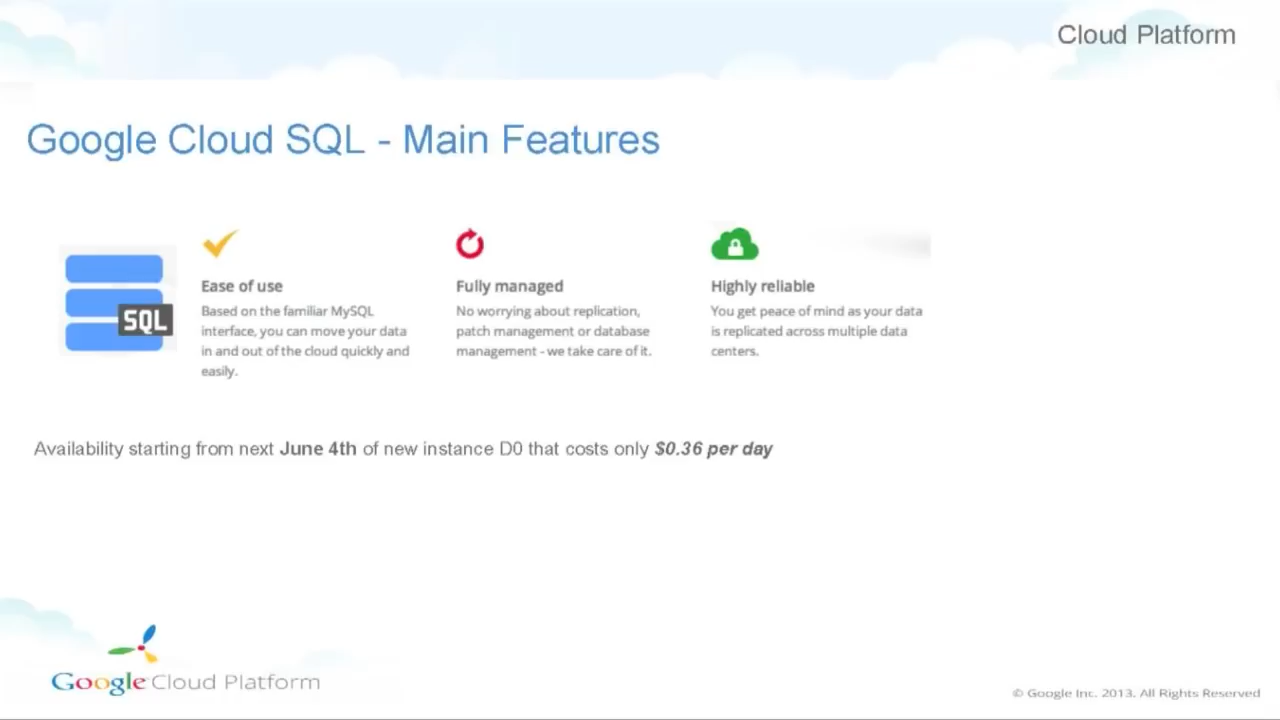 Cloud Platform
Google Cloud SQL - Main Features
SQL
Ease of use
Based on the familiar MySQL
interface, you can move your data
in and out of the cloud quickly and
easily.
Fully managed
No worrying about replication,
patch management or database
management - we take care of it.
Highly reliable
You get peace of mind as your data
is replicated across multiple data
centers.
Availability starting from next June 4th of new instance D0 that costs only $0.36 per day
Google Cloud Platform
© Google Inc. 2013. All Rights Reserved